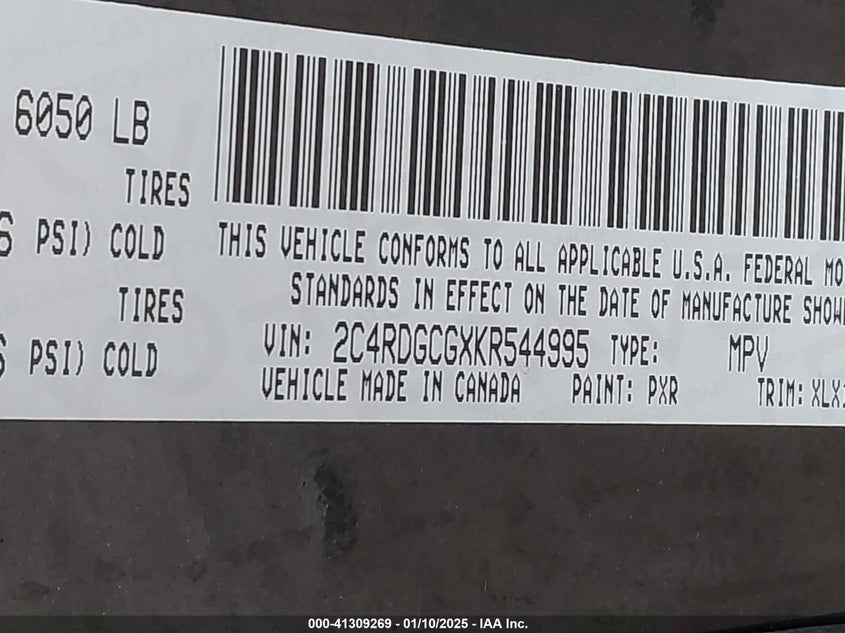 6050 LB
TIRES
PSI) COLD
TIRES
PSI) COLD
THIS VEHICLE CONFORMS TO ALL APPLICABLE U.S.A. FEDERAL
STANDARDS IN EFFECT ON THE DATE OF MANUFACTURE
VIN: 2C4RDGCGXKR544995 TYPE: MPV
VEHICLE MADE IN CANADA PAINT: PXR TRIM:
000-41309269 - 01/10/2025 - IAA Inc.